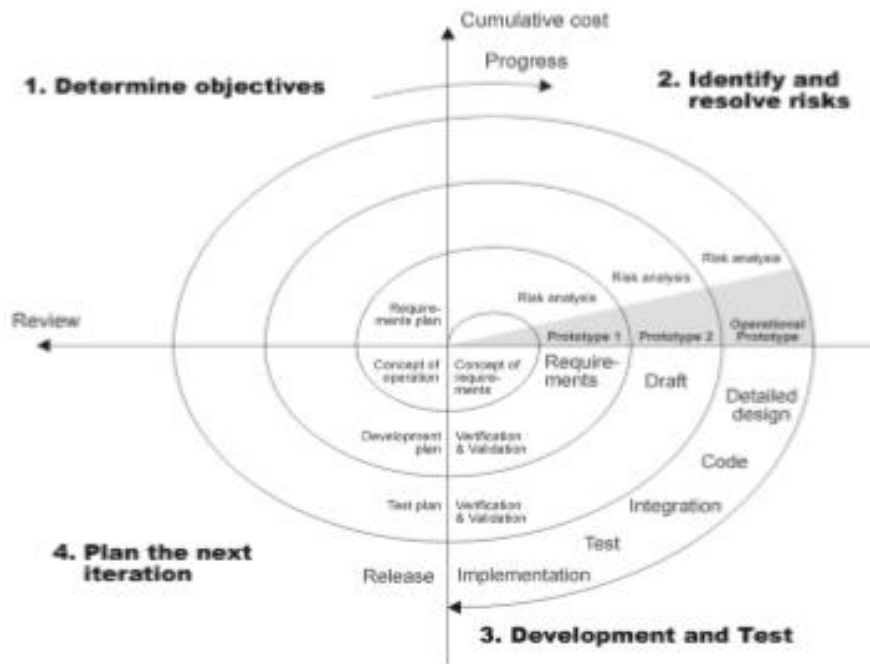 Cumulative cost
Progress
1. Determine objectives
2. Identify and
resolve risks
Risk analysis
Risk analysis
Risk analysis
Require-
ments plan
Review
Prototype 1
Prototype 2
Operational
Prototype
Concept of
operation
Concept of
require-
ments
Require-
ments
Draft
Detailed
design
Development
plan
Verification
& Validation
Code
Test plan
Verification
& Validation
Integration
Test
4. Plan the next
iteration
Release
Implementation
3. Development and Test